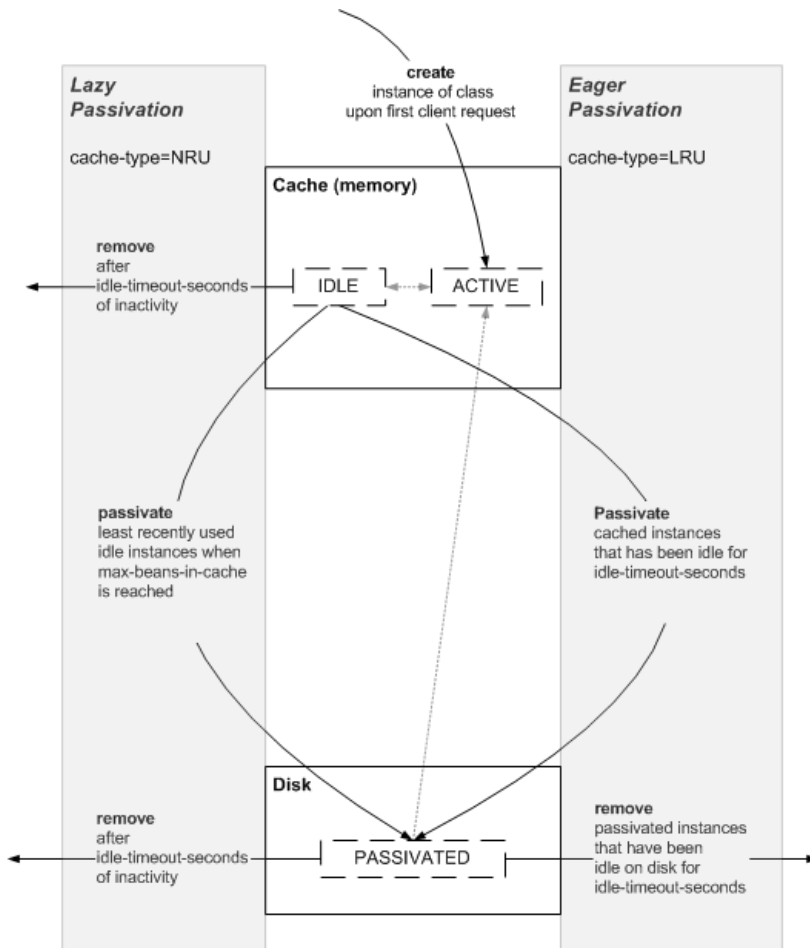 create
instance of class
upon first client request
Lazy
Passivation
cache-type=NRU
Eager
Passivation
cache-type=LRU
Cache (memory)
remove
after
idle-timeout-seconds
of inactivity
IDLE
ACTIVE
passivate
least recently used
idle instances when
max-beans-in-cache
is reached
Passivate
cached instances
that has been idle for
idle-timeout-seconds
Disk
remove
after
idle-timeout-seconds
of inactivity
PASSIVATED
remove
passivated instances
that have been
idle on disk for
idle-timeout-seconds